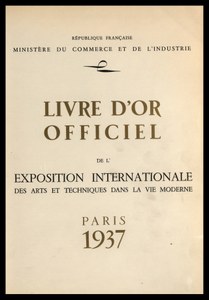 RÉPUBLIQUE FRANÇAISE
MINISTÈRE DU COMMERCE ET DE L'INDUSTRIE
LIVRE D'OR
OFFICIEL
DE L'
EXPOSITION INTERNATIONALE
DES ARTS ET TECHNIQUES DANS LA VIE MODERNE
PARIS
1937